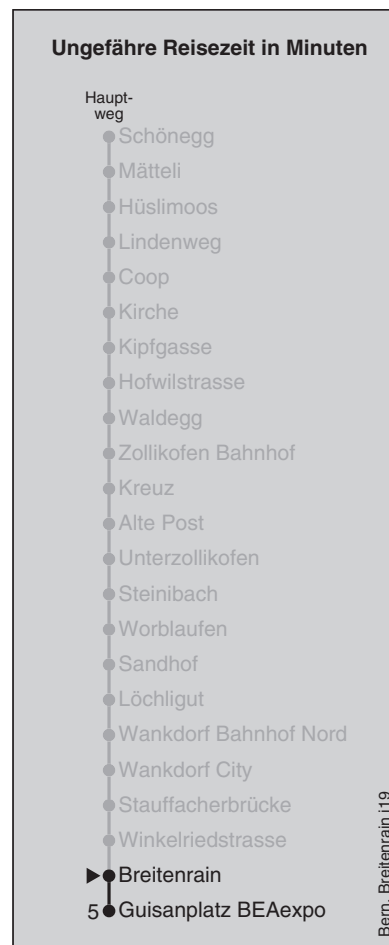 Ungefähre Reisezeit in Minuten
Haupt-
weg
Schönegg
Mätteli
Hüslimoos
Lindenweg
Coop
Kirche
Kipfgasse
Hofwilstrasse
Waldegg
Zollikofen Bahnhof
Kreuz
Alte Post
Unterzollikofen
Steinibach
Worblaufen
Sandhof
Löchligut
Wankdorf Bahnhof Nord
Wankdorf City
Stauffacherbrücke
Winkelriedstrasse
Breitenrain
5 Guisanplatz BEAexpo
Bern, Breitenrain j19